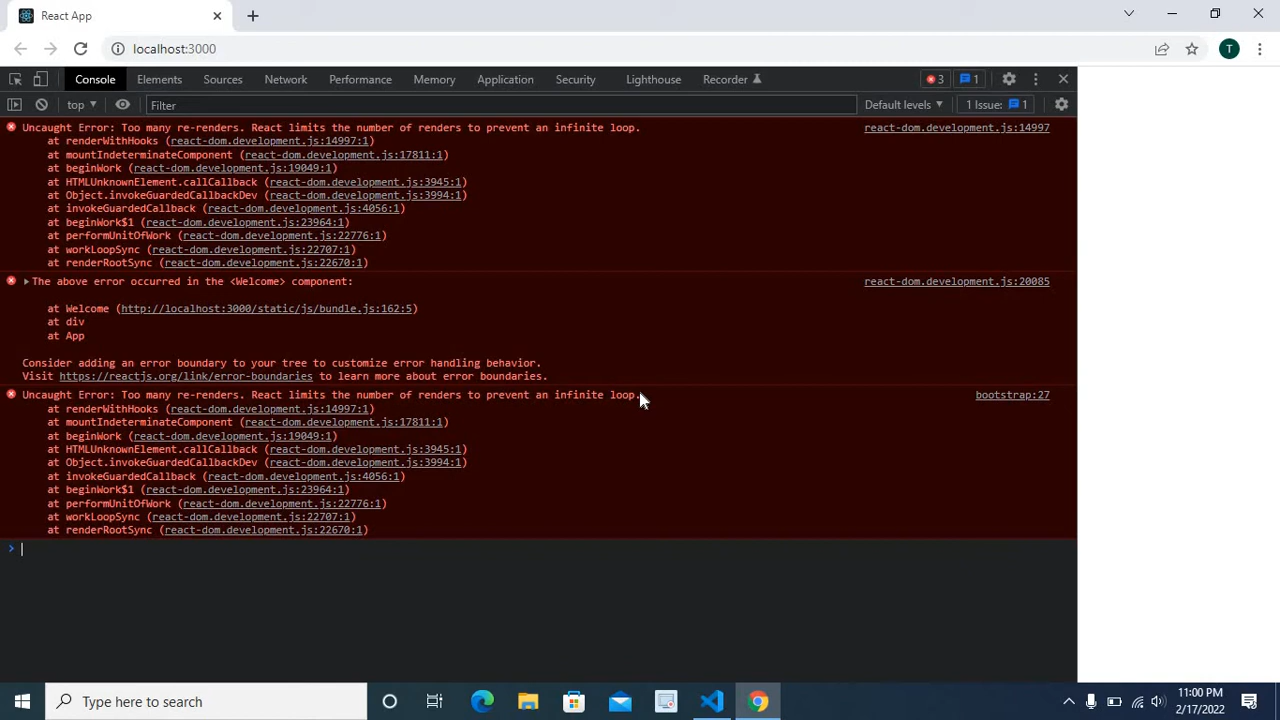 React App
localhost:3000
T
Console Elements Sources Network Performance Memory Application Security Lighthouse Recorder 3 1
top Filter Default levels 1 Issue: 1
Uncaught Error: Too many re-renders. React limits the number of renders to prevent an infinite loop. react-dom.development.js:14997
at renderWithHooks (react-dom.development.js:14997:1)
at mountIndeterminateComponent (react-dom.development.js:17811:1)
at beginWork (react-dom.development.js:19049:1)
at HTMLUnknownElement.callCallback (react-dom.development.js:3945:1)
at Object.invokeGuardedCallbackDev (react-dom.development.js:3994:1)
at invokeGuardedCallback (react-dom.development.js:4056:1)
at beginWork$1 (react-dom.development.js:23964:1)
at performUnitOfWork (react-dom.development.js:22776:1)
at workLoopSync (react-dom.development.js:22707:1)
at renderRootSync (react-dom.development.js:22670:1)
The above error occurred in the <Welcome> component: react-dom.development.js:20085
at Welcome (http://localhost:3000/static/js/bundle.js:162:5)
at div
at App
Consider adding an error boundary to your tree to customize error handling behavior.
Visit https://reactjs.org/link/error-boundaries to learn more about error boundaries.
Uncaught Error: Too many re-renders. React limits the number of renders to prevent an infinite loop. bootstrap:27
at renderWithHooks (react-dom.development.js:14997:1)
at mountIndeterminateComponent (react-dom.development.js:17811:1)
at beginWork (react-dom.development.js:19049:1)
at HTMLUnknownElement.callCallback (react-dom.development.js:3945:1)
at Object.invokeGuardedCallbackDev (react-dom.development.js:3994:1)
at invokeGuardedCallback (react-dom.development.js:4056:1)
at beginWork$1 (react-dom.development.js:23964:1)
at performUnitOfWork (react-dom.development.js:22776:1)
at workLoopSync (react-dom.development.js:22707:1)
at renderRootSync (react-dom.development.js:22670:1)
Type here to search
11:00 PM
2/17/2022